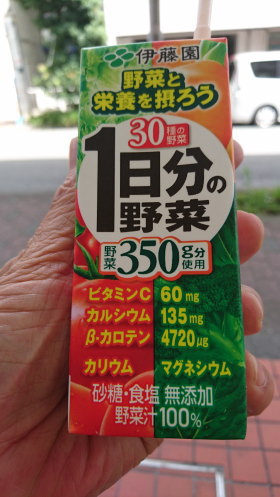 伊藤園
野菜と
栄養を摂ろう
30種の野菜
1日分の
野菜
野菜350g分使用
ビタミンC 60mg
カルシウム 135mg
β-カロテン 4720μg
カリウム マグネシウム
砂糖・食塩 無添加
野菜汁100%